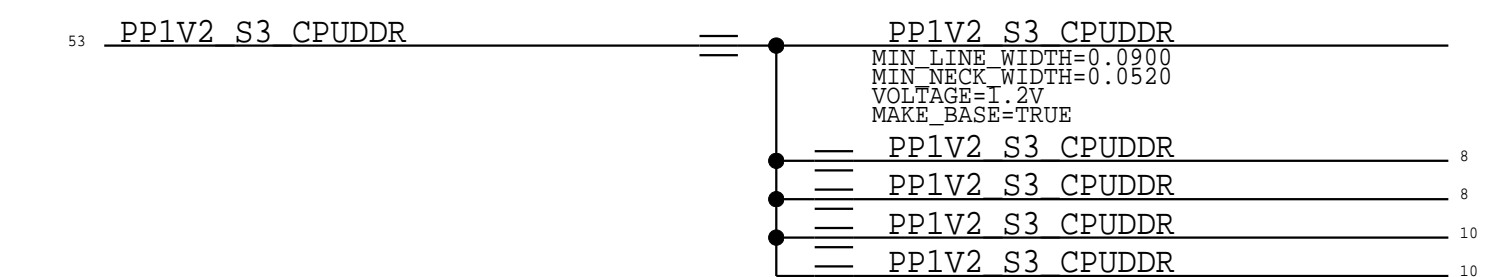 53 PP1V2_S3_CPUDDR
PP1V2_S3_CPUDDR
MIN_LINE_WIDTH=0.0900
MIN_NECK_WIDTH=0.0520
VOLTAGE=1.2V
MAKE_BASE=TRUE
PP1V2_S3_CPUDDR 8
PP1V2_S3_CPUDDR 8
PP1V2_S3_CPUDDR 10
PP1V2_S3_CPUDDR 10